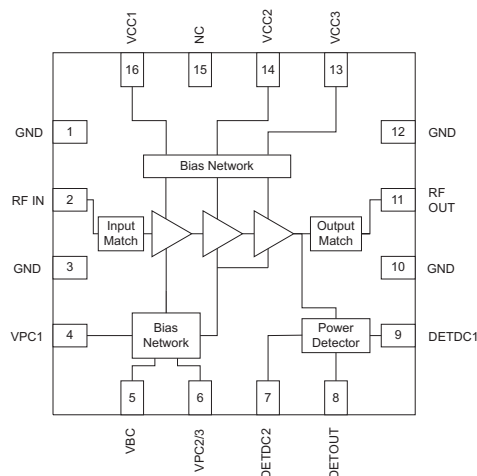 VCC1
NC
VCC2
VCC3
16
15
14
13
GND
1
12
GND
Bias Network
RF IN
2
11
RF
OUT
Input
Match
Output
Match
GND
3
10
GND
VPC1
4
Bias
Network
Power
Detector
9
DETDC1
5
6
7
8
VBC
VPC2/3
DETDC2
DETOUT